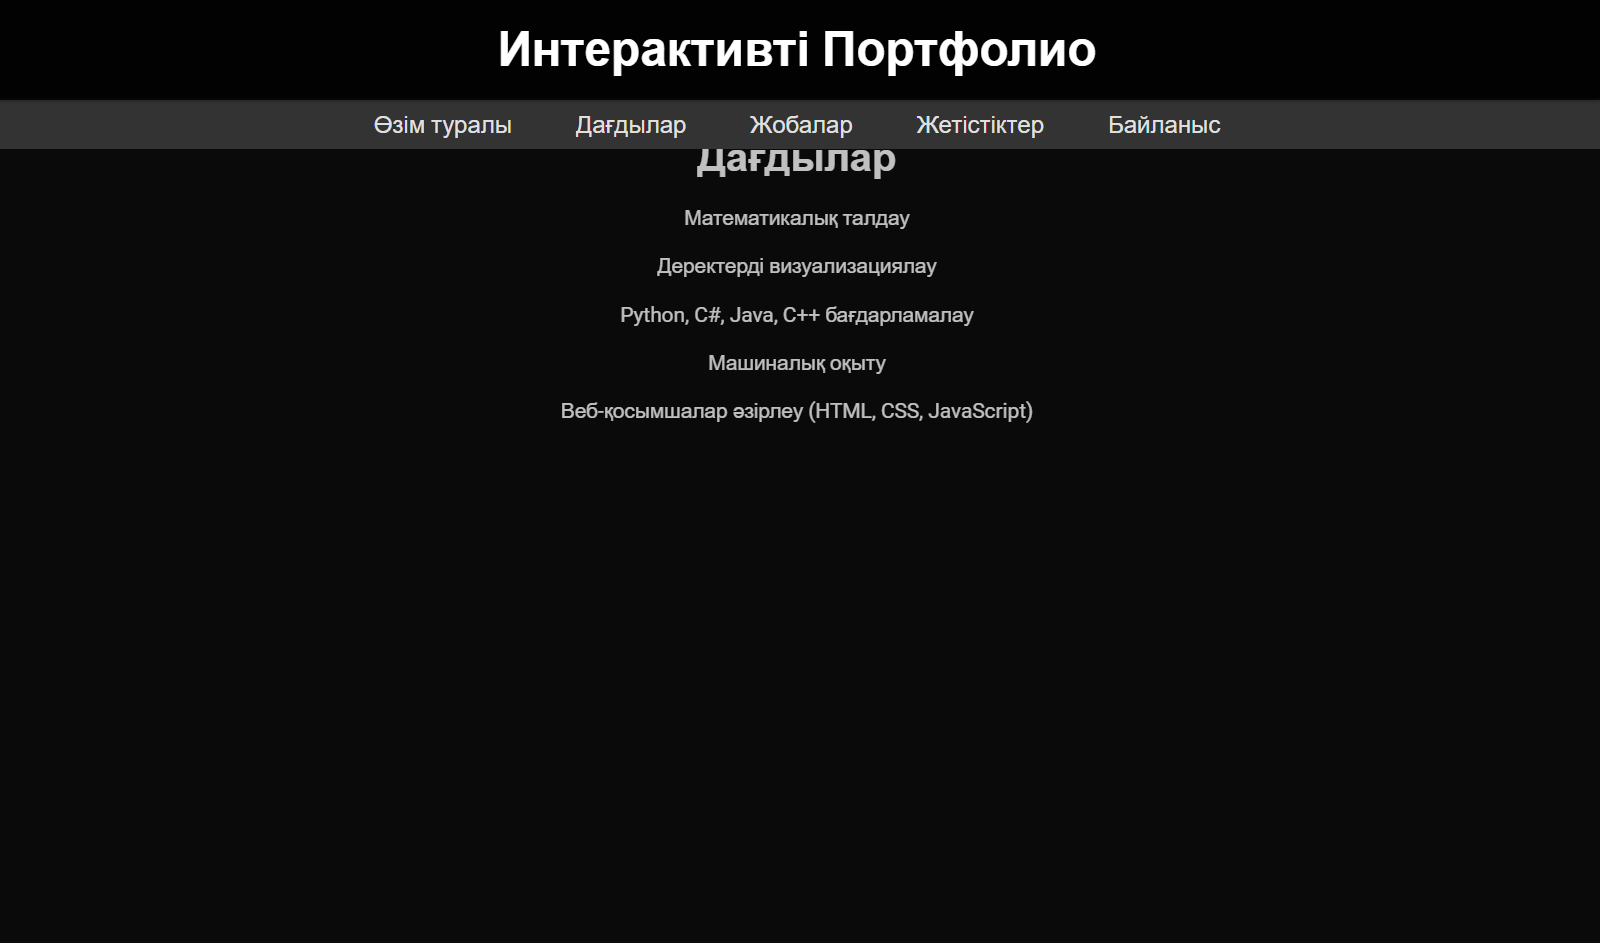 Интерактивті Портфолио
Өзім туралы Дағдылар Жобалар Жетістіктер Байланыс
Дағдылар
Математикалық талдау
Деректерді визуализациялау
Python, C#, Java, C++ бағдарламалау
Машиналық оқыту
Веб-қосымшалар әзірлеу (HTML, CSS, JavaScript)